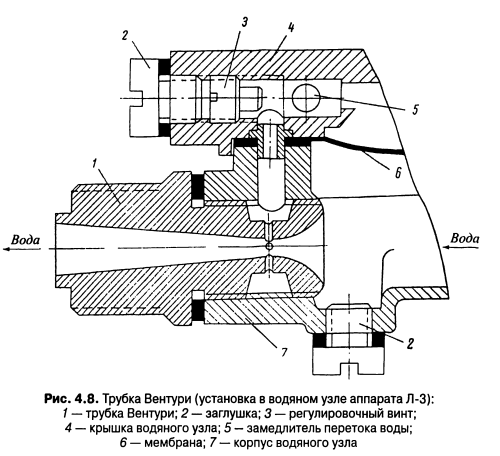 2
3
4
5
1
6
Вода
Вода
2
7
Рис. 4.8. Трубка Вентури (установка в водяном узле аппарата Л-3):
1 — трубка Вентури; 2 — заглушка; 3 — регулировочный винт;
4 — крышка водяного узла; 5 — замедлитель перетока воды;
6 — мембрана; 7 — корпус водяного узла